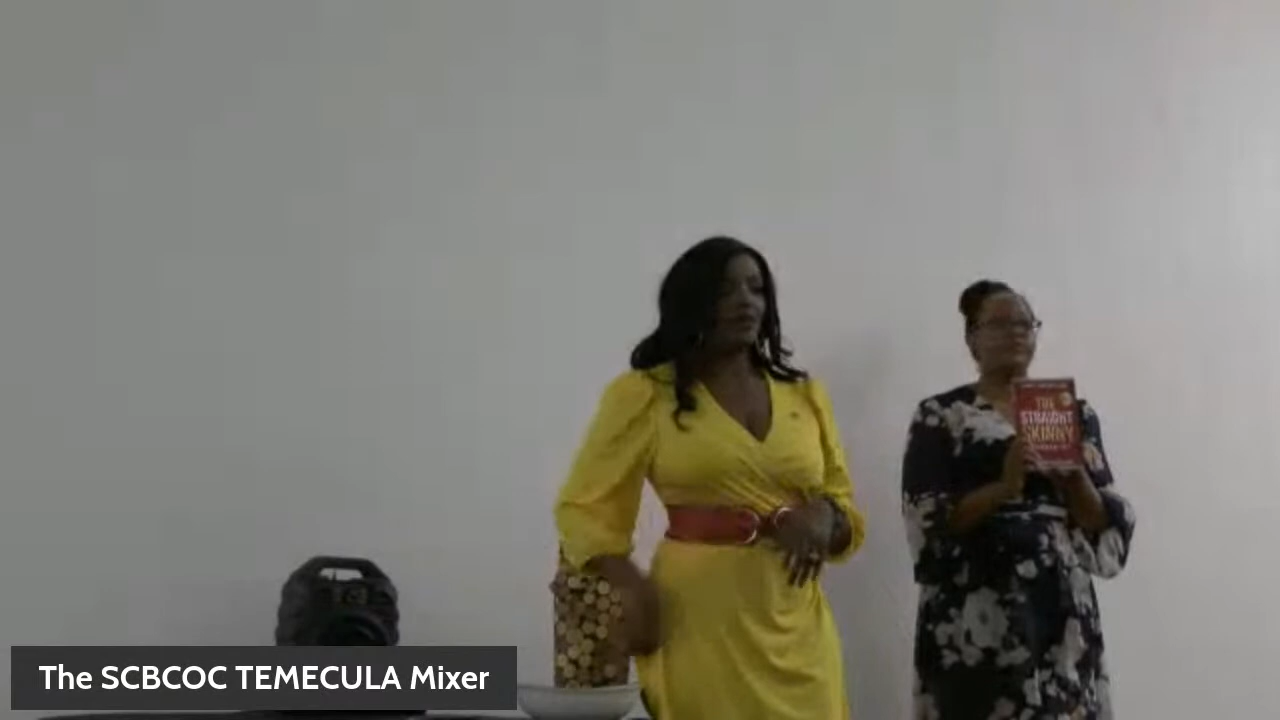 THE
STRAIGHT
SKINNY
The SCBCOC TEMECULA Mixer